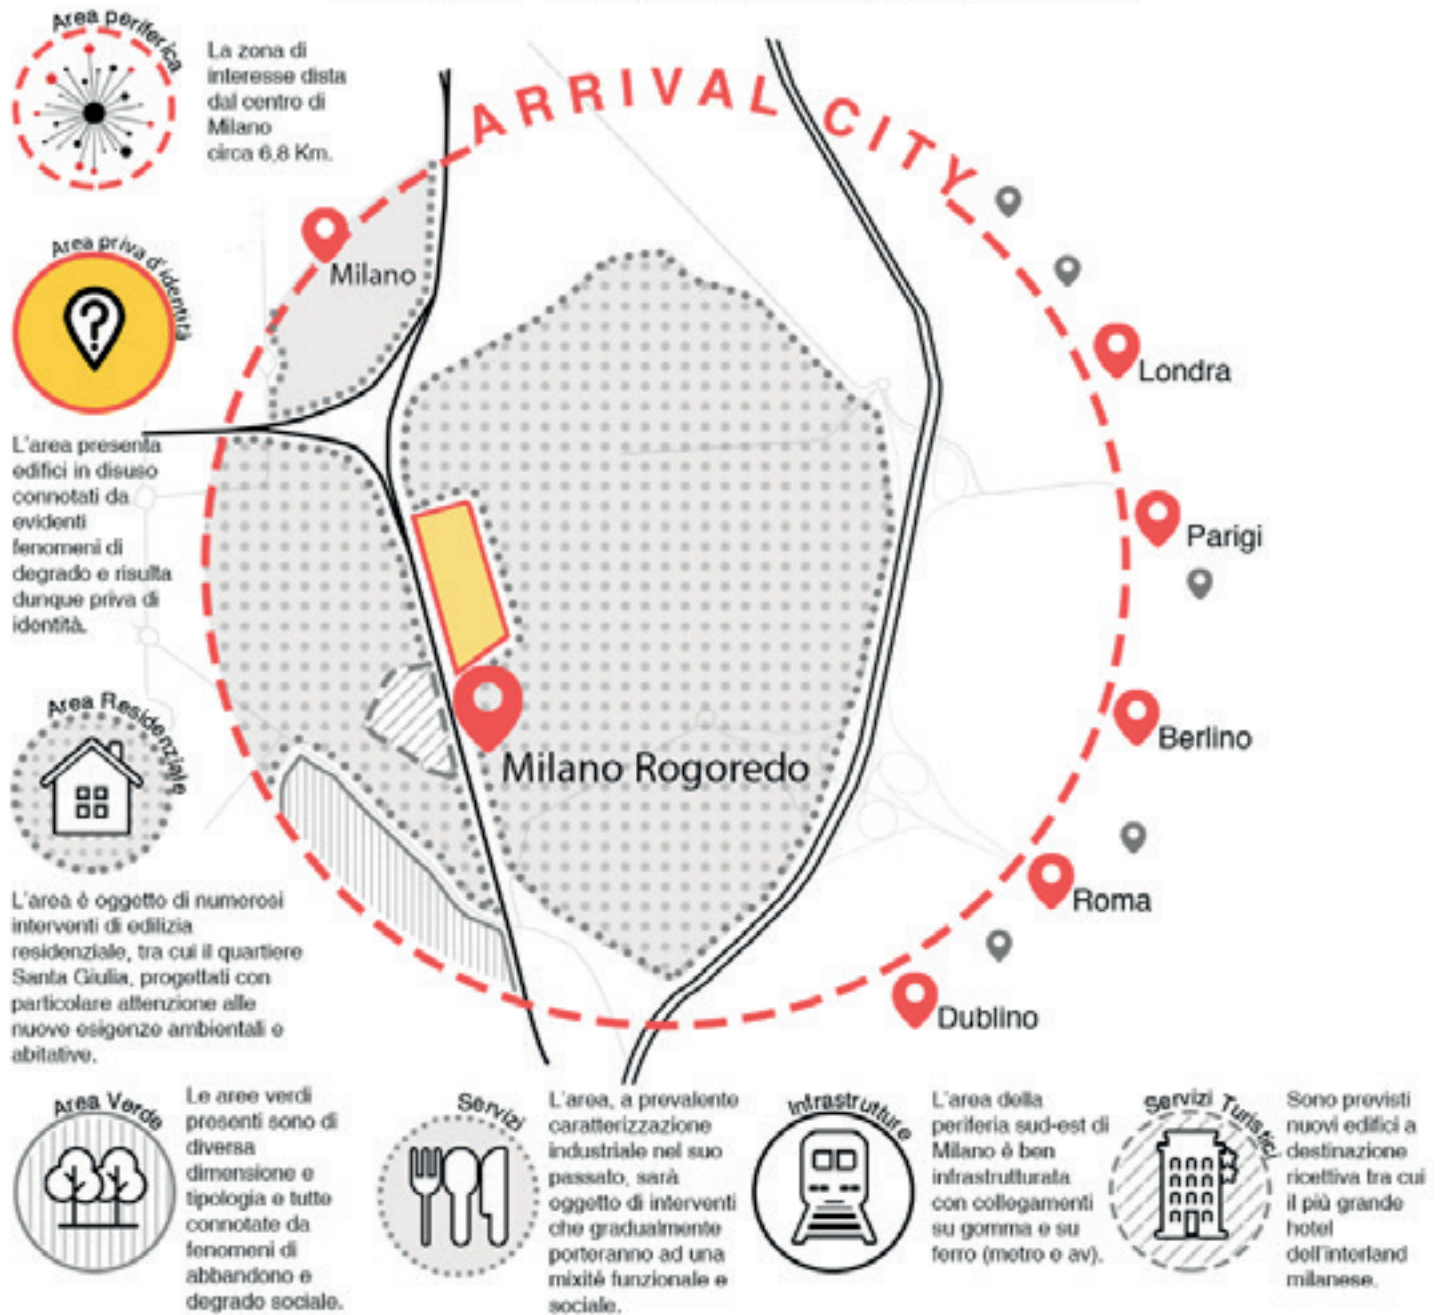 Area periferica
La zona di
interesse dista
dal centro di
Milano
circa 6,8 Km.
ARRIVAL CITY
Milano
Area priva d'identità
L'area presenta
edifici in disuso
connotati da
evidenti
fenomeni di
degrado e risulta
dunque priva di
identità.
Londra
Parigi
Berlino
Roma
Dublino
Milano Rogoredo
Area Residenziale
L'area è oggetto di numerosi
interventi di edilizia
residenziale, tra cui il quartiere
Santa Giulia, progettati con
particolare attenzione alle
nuove esigenze ambientali e
abitative.
Area Verde
Le aree verdi
presenti sono di
diversa
dimensione e
tipologia e tutte
connotate da
fenomeni di
abbandono e
degrado sociale.
Servizi
L'area, a prevalente
caratterizzazione
industriale nel suo
passato, sarà
oggetto di interventi
che gradualmente
porteranno ad una
mixité funzionale e
sociale.
Infrastrutture
L'area della
periferia sud-est di
Milano è ben
infrastrutturata
con collegamenti
su gomma e su
ferro (metro e av).
Servizi Turistici
Sono previsti
nuovi edifici a
destinazione
ricettiva tra cui
il più grande
hotel
dell'interland
milanese.